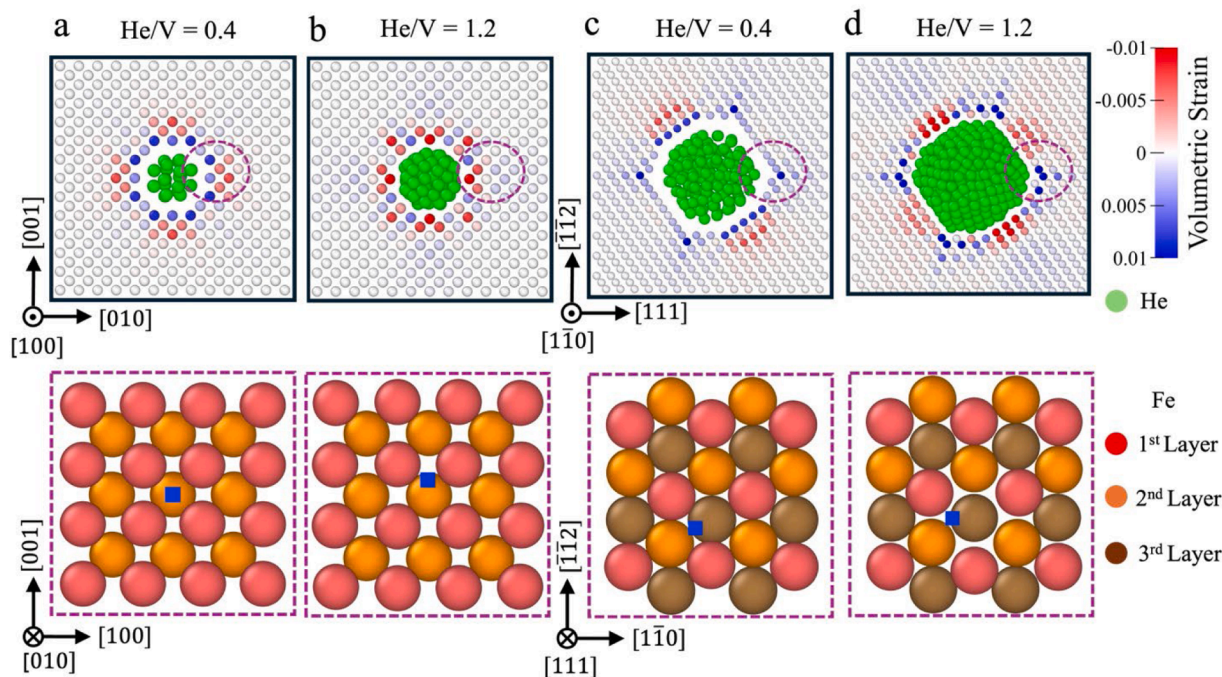 a He/V = 0.4
b He/V = 1.2
c He/V = 0.4
d He/V = 1.2
[001]
[010]
[100]
[1̅1̅2]
[111]
[11̅0]
-0.01
-0.005
0
0.005
0.01
Volumetric Strain
He
[001]
[100]
[010]
[1̅1̅2]
[11̅0]
[111]
Fe
1st Layer
2nd Layer
3rd Layer